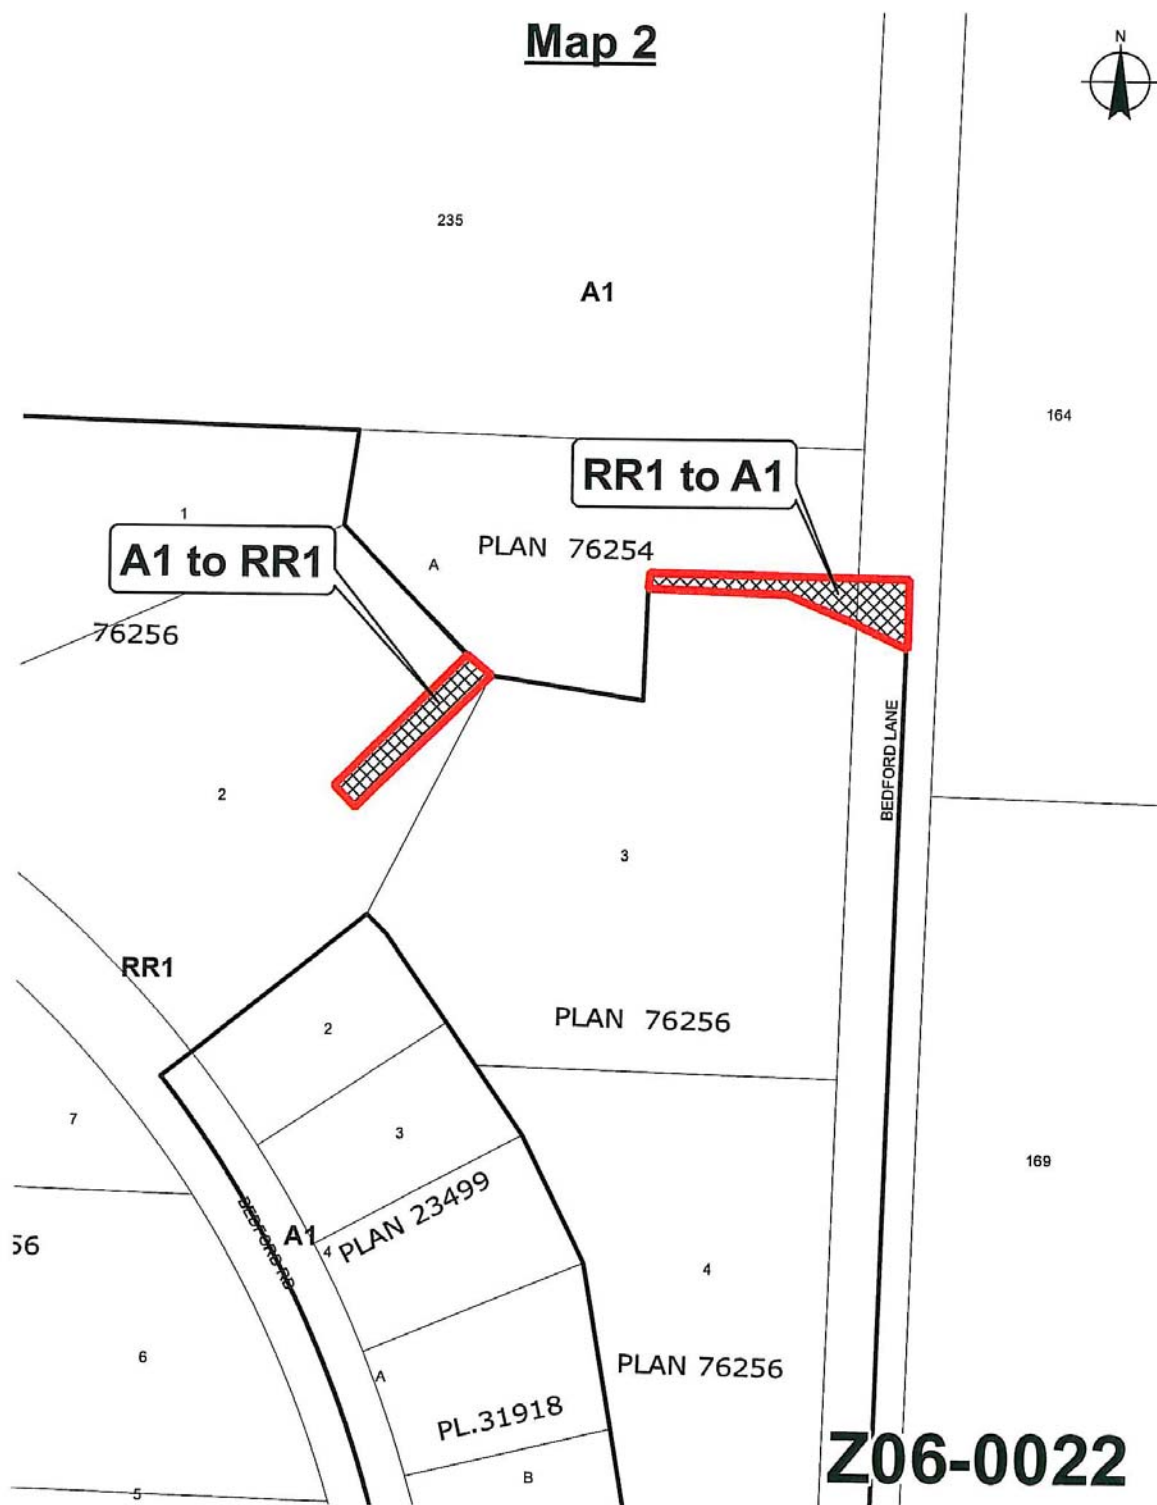 Map 2
N
235
A1
164
RR1 to A1
1
A1 to RR1
PLAN 76254
A
76256
BEDFORD LANE
2
3
RR1
PLAN 76256
2
7
3
169
PLAN 23499
A1
4
BEDFORD RD
56
4
6
PLAN 76256
A
PL.31918
Z06-0022
B
5